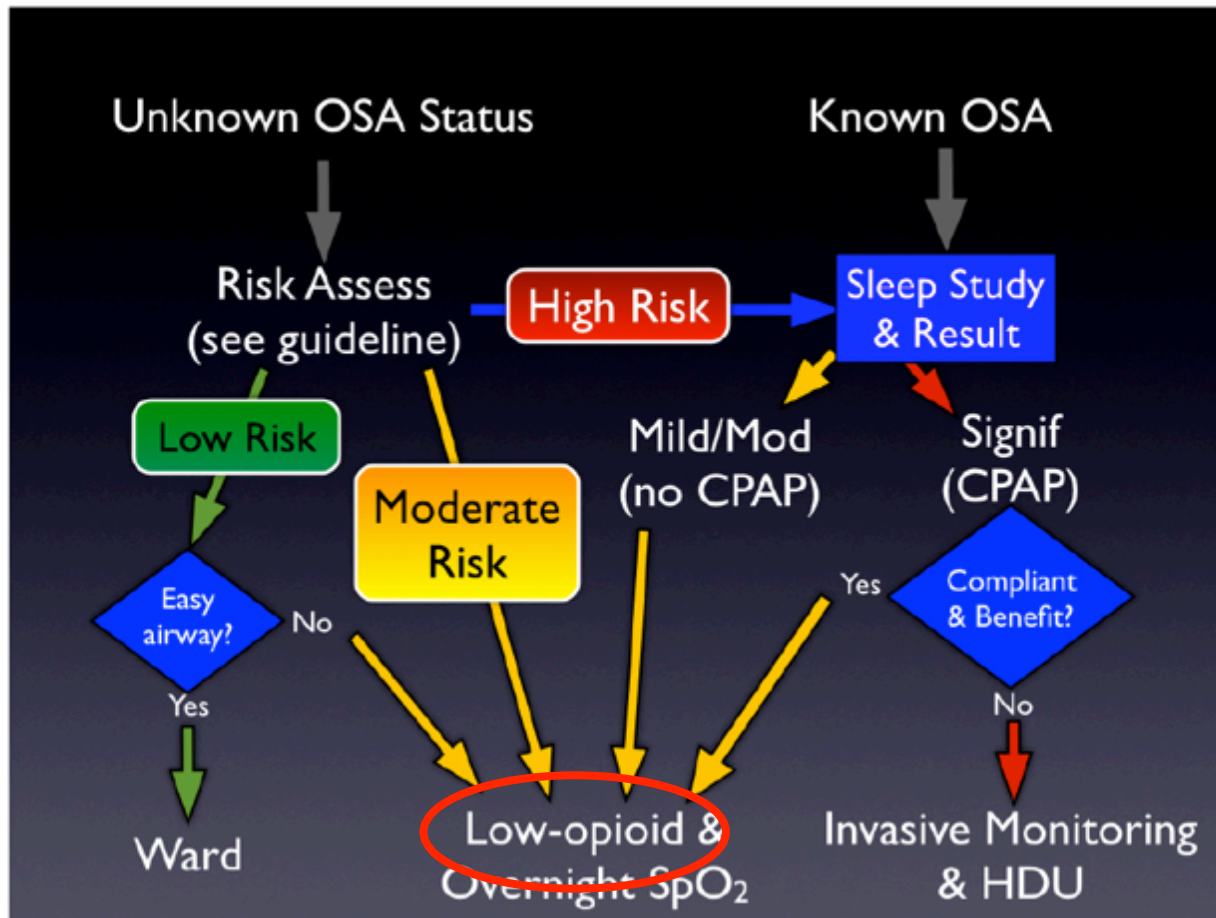 Unknown OSA Status
Known OSA
Risk Assess
(see guideline)
High Risk
Sleep Study
& Result
Low Risk
Moderate
Risk
Mild/Mod
(no CPAP)
Signif
(CPAP)
Easy
airway?
No
Yes
Yes
Compliant
& Benefit?
No
Ward
Low-opioid &
Overnight SpO₂
Invasive Monitoring
& HDU